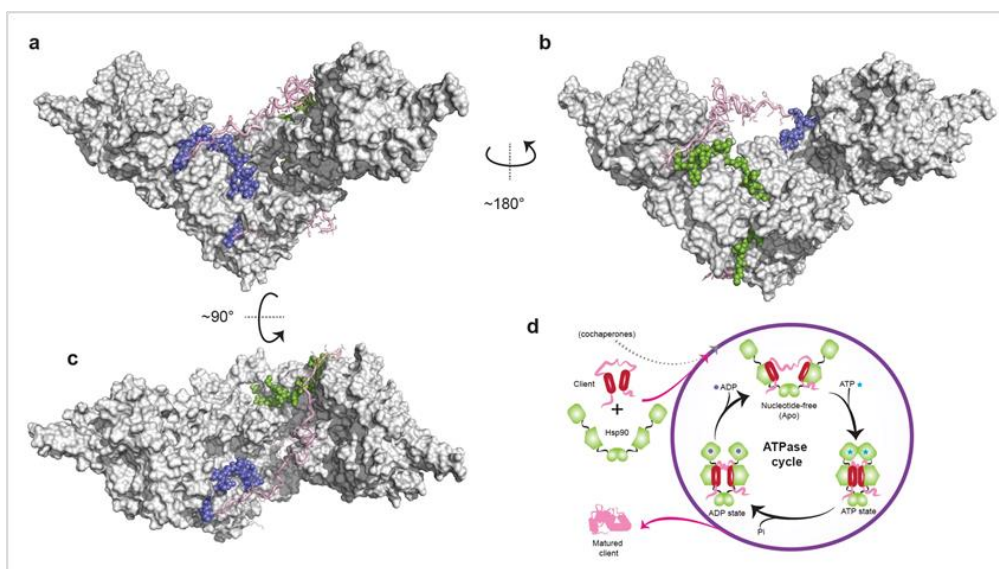 a
b
~180°
~90°
c
d
(cochaperones)
Client
+
Hsp90
ADP
ATP
Nucleotide-free
(Apo)
ATPase
cycle
ADP state
ATP state
Pi
Matured
client